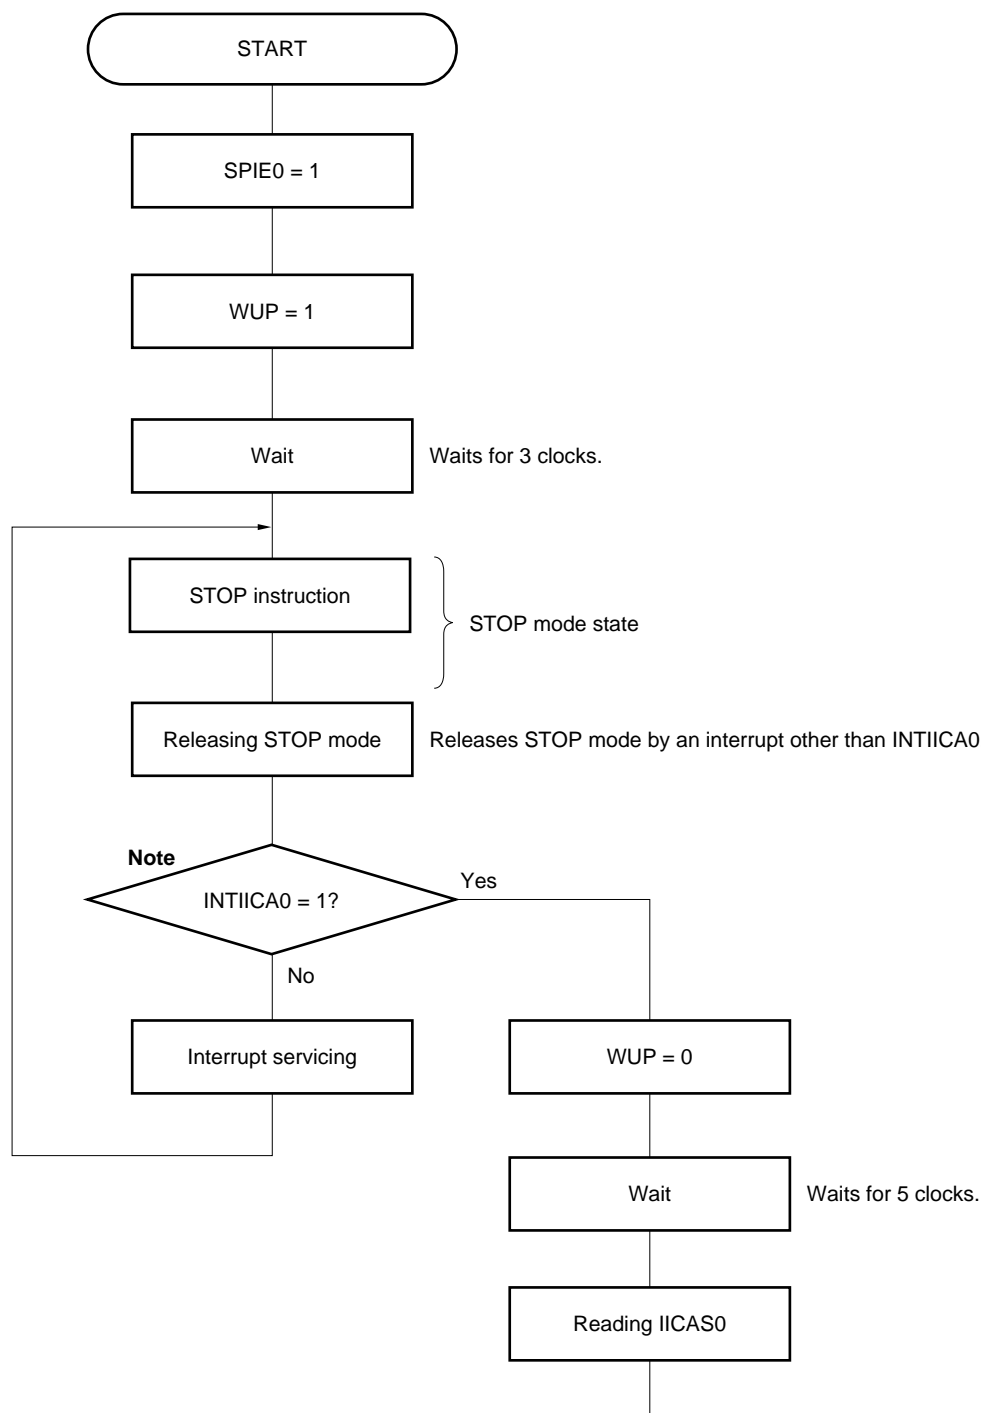 START
SPIE0 = 1
WUP = 1
Wait
Waits for 3 clocks.
STOP instruction
STOP mode state
Releasing STOP mode
Releases STOP mode by an interrupt other than INTIICA0
Note
INTIICA0 = 1?
Yes
No
Interrupt servicing
WUP = 0
Wait
Waits for 5 clocks.
Reading IICAS0